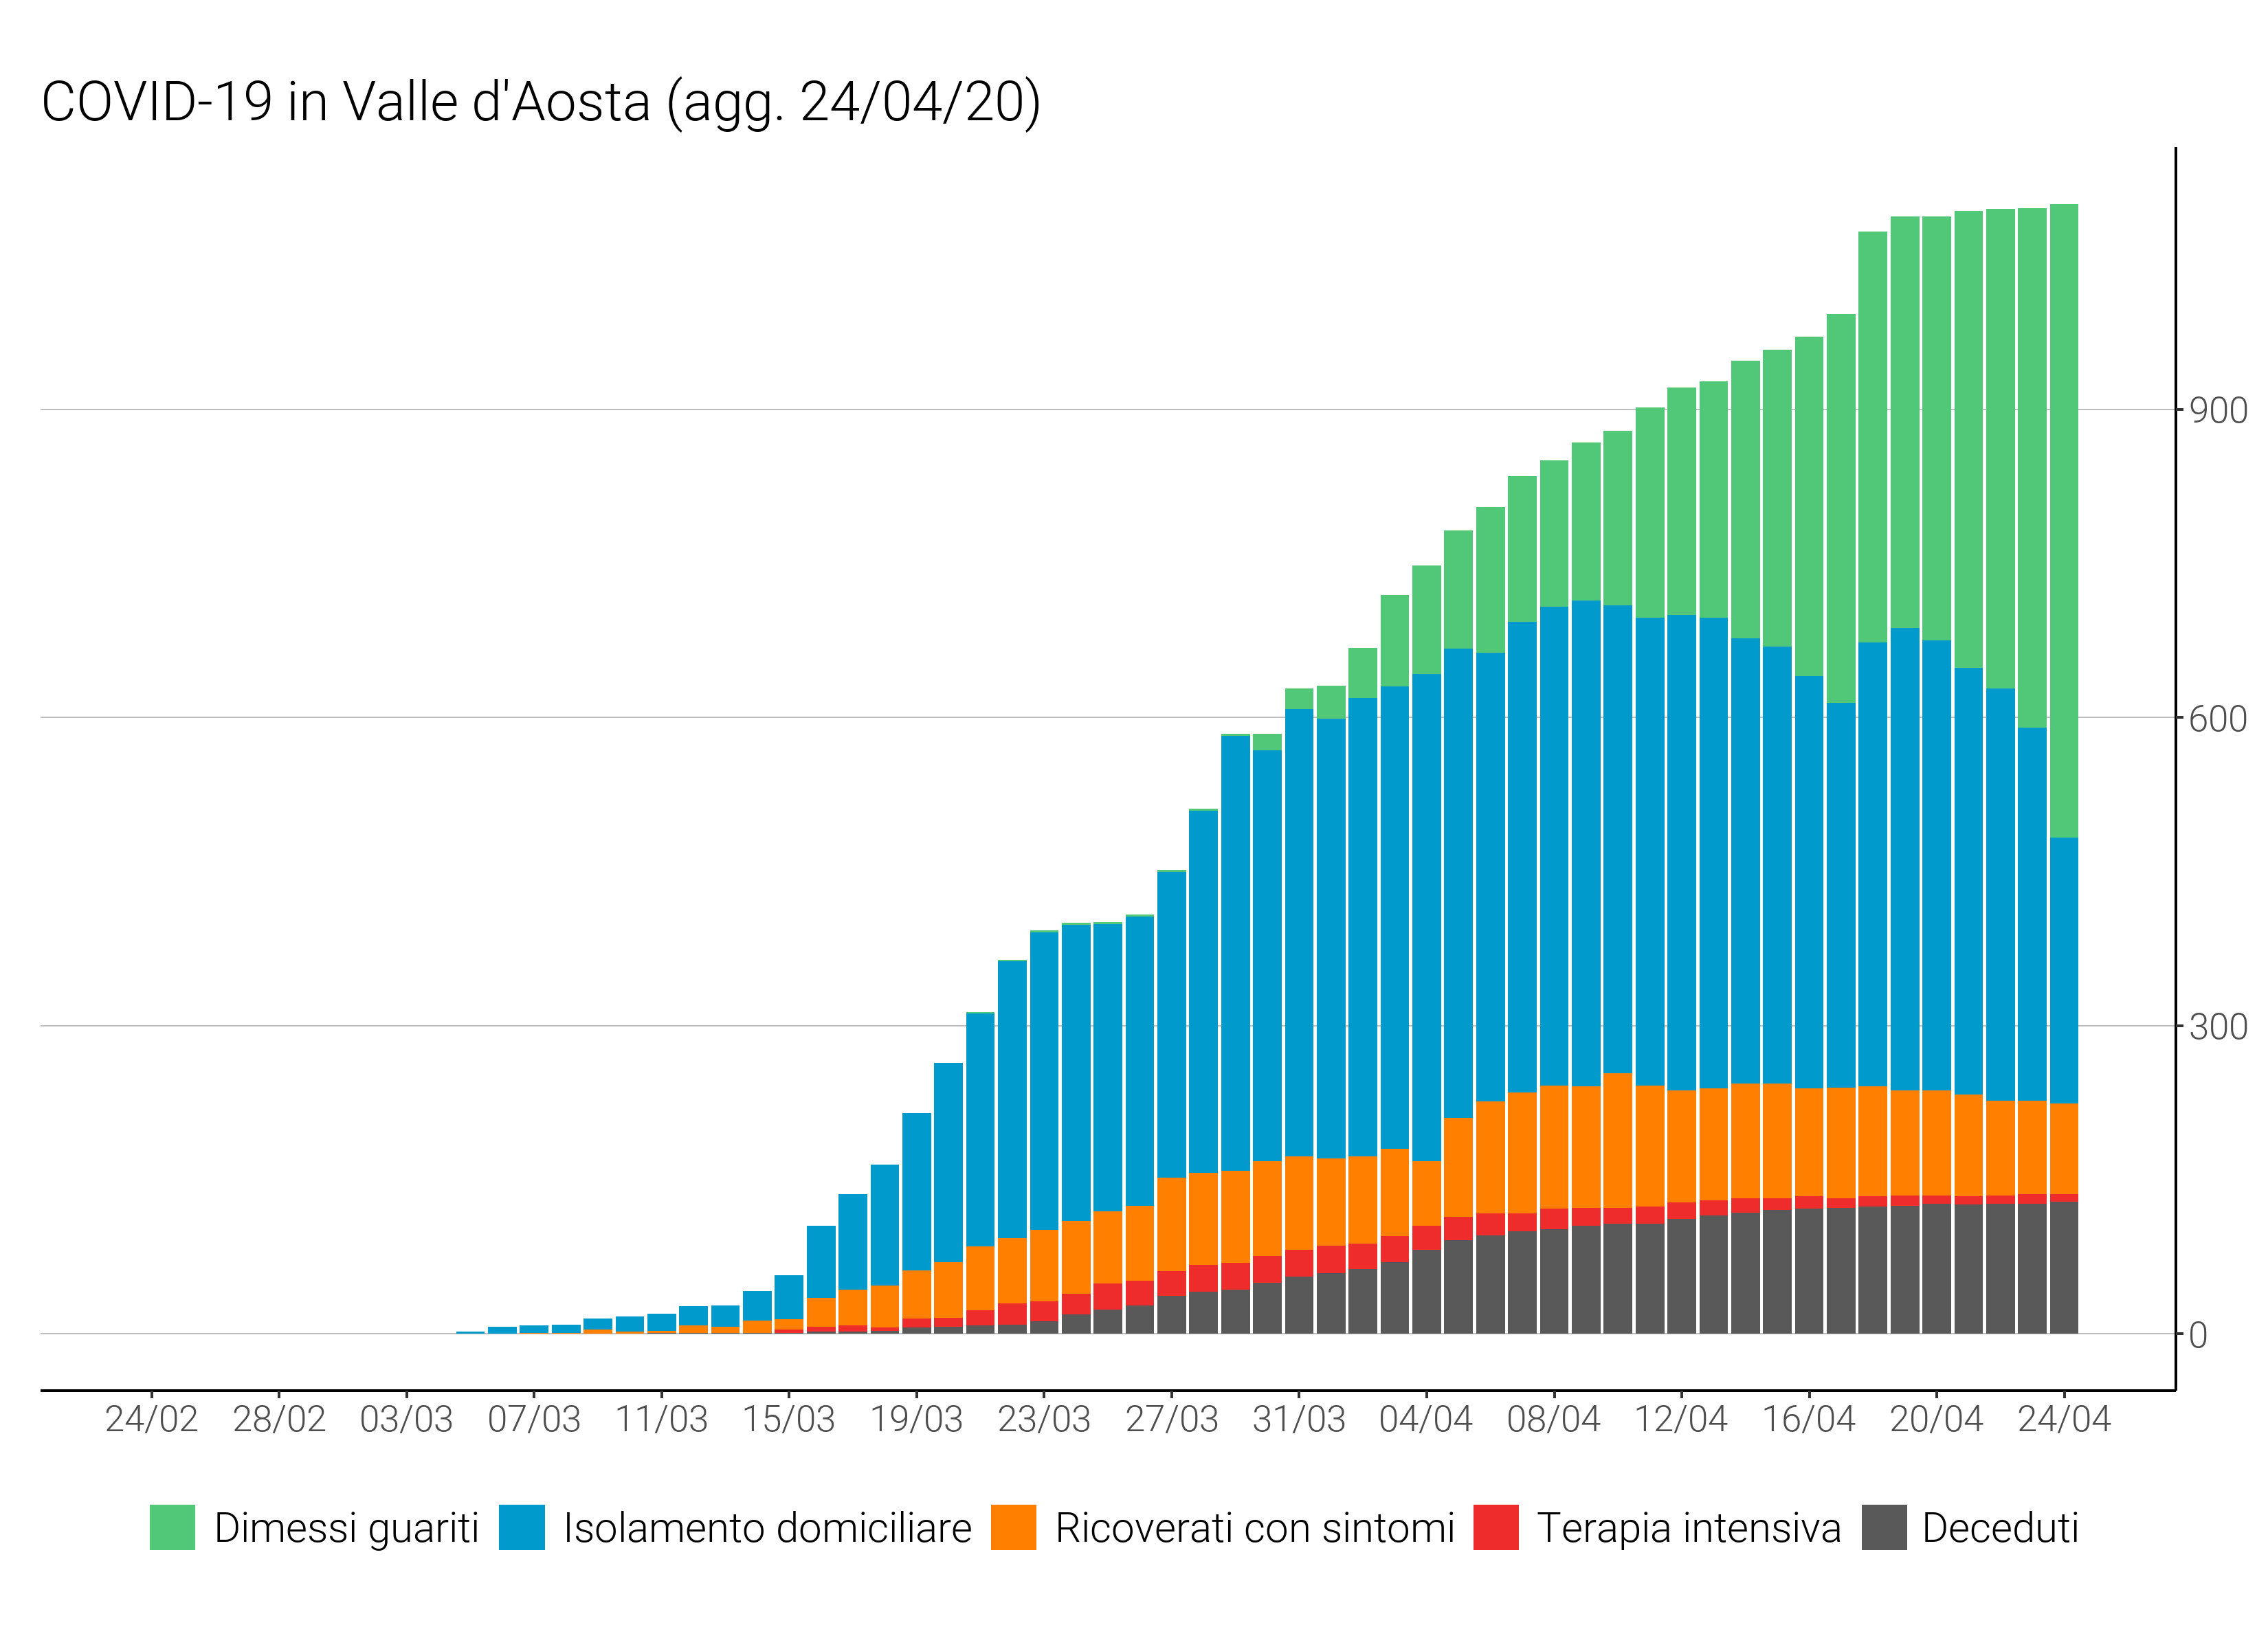 COVID-19 in Valle d'Aosta (agg. 24/04/20)
900
600
300
0
24/02 28/02 03/03 07/03 11/03 15/03 19/03 23/03 27/03 31/03 04/04 08/04 12/04 16/04 20/04 24/04
Dimessi guariti Isolamento domiciliare Ricoverati con sintomi Terapia intensiva Deceduti